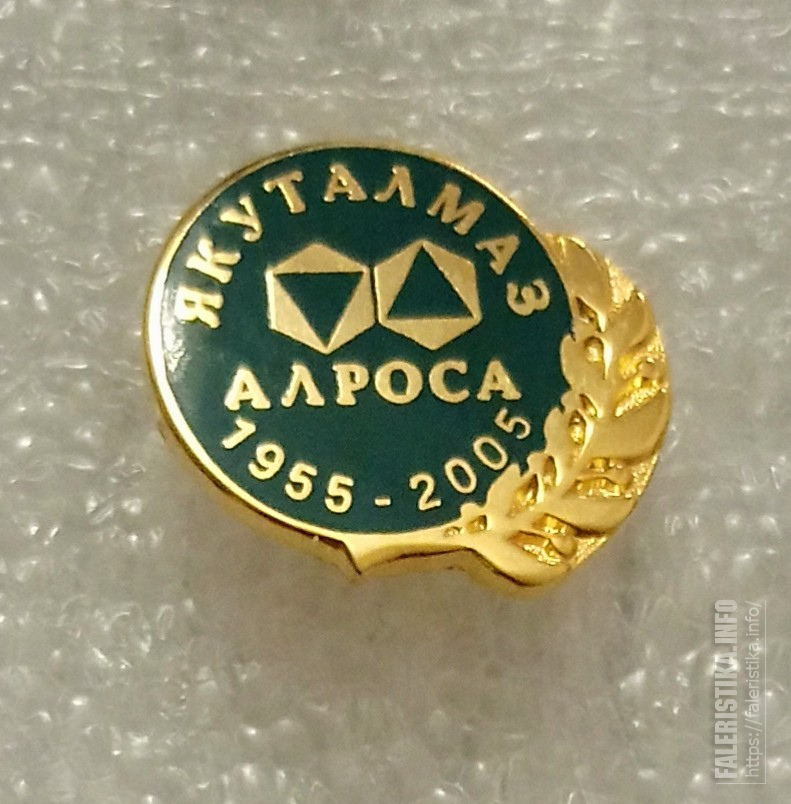 ЯКУТАЛМАЗ
АЛРОСА
1955-2005
FALERISTIKA.INFO
https://faleristika.info/